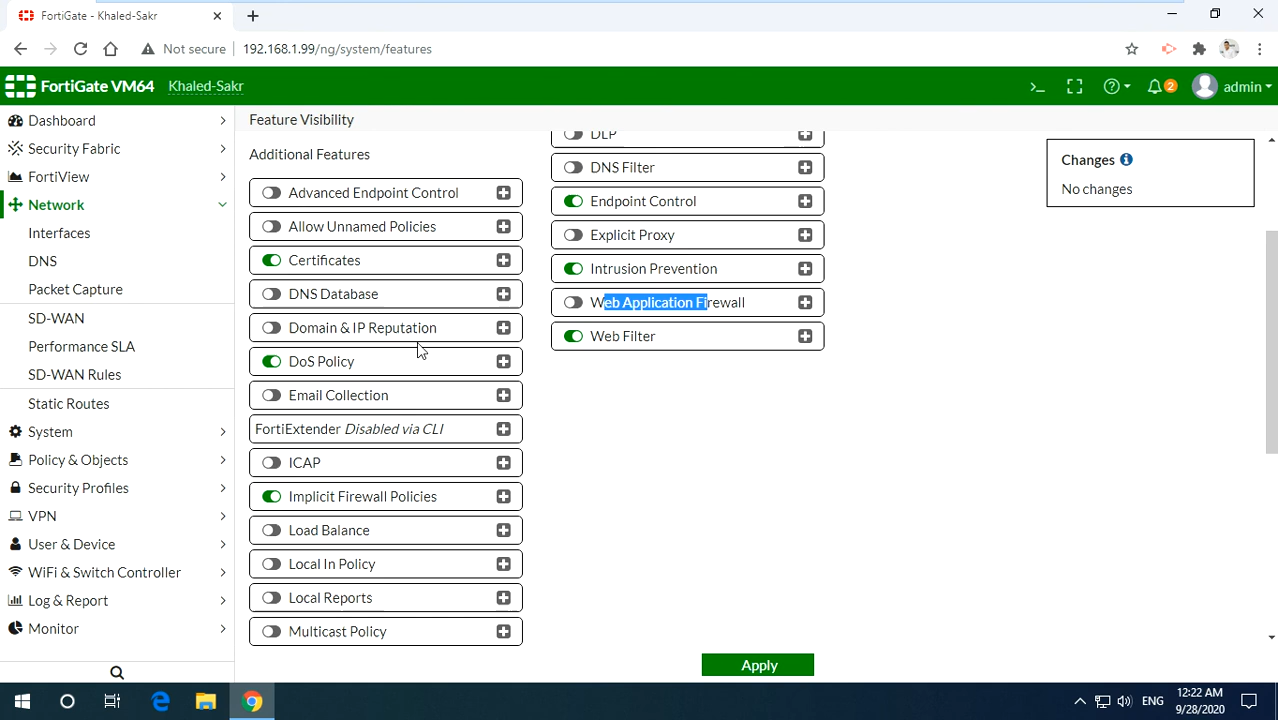 FortiGate - Khaled-Sakr
Not secure
192.168.1.99/ng/system/features
FortiGate VM64
Khaled-Sakr
2
admin
Dashboard
Security Fabric
FortiView
Network
Interfaces
DNS
Packet Capture
SD-WAN
Performance SLA
SD-WAN Rules
Static Routes
System
Policy & Objects
Security Profiles
VPN
User & Device
WiFi & Switch Controller
Log & Report
Monitor
Feature Visibility
Additional Features
Advanced Endpoint Control
Allow Unnamed Policies
Certificates
DNS Database
Domain & IP Reputation
DoS Policy
Email Collection
FortiExtender Disabled via CLI
ICAP
Implicit Firewall Policies
Load Balance
Local In Policy
Local Reports
Multicast Policy
DLP
DNS Filter
Endpoint Control
Explicit Proxy
Intrusion Prevention
Web Application Firewall
Web Filter
Changes
No changes
Apply
ENG
12:22 AM
9/28/2020